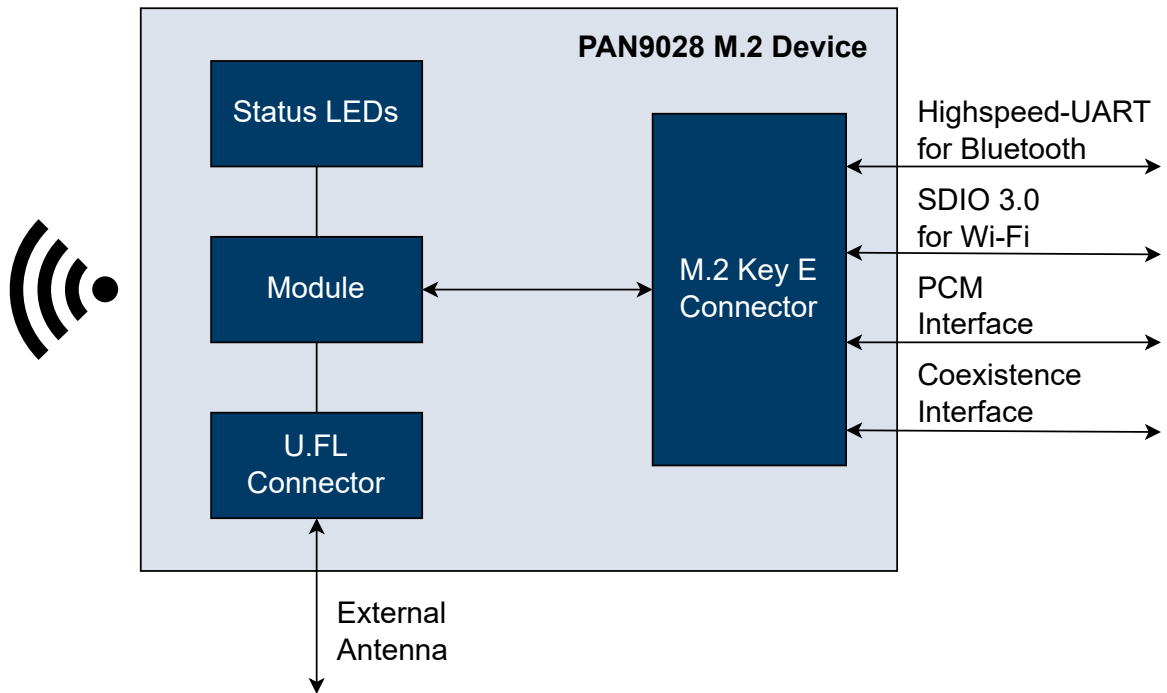 PAN9028 M.2 Device
Status LEDs
Module
U.FL
Connector
M.2 Key E
Connector
Highspeed-UART
for Bluetooth
SDIO 3.0
for Wi-Fi
PCM
Interface
Coexistence
Interface
External
Antenna